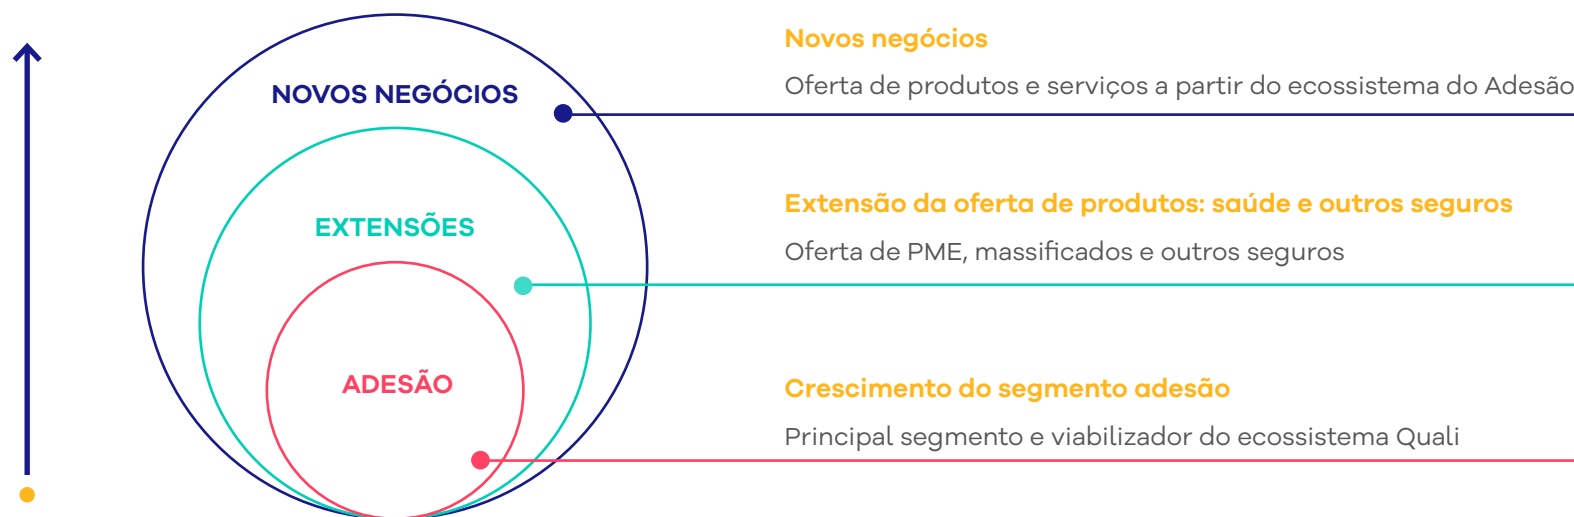 NOVOS NEGÓCIOS
EXTENSÕES
ADESÃO
Novos negócios
Oferta de produtos e serviços a partir do ecossistema do Adesão
Extensão da oferta de produtos: saúde e outros seguros
Oferta de PME, massificados e outros seguros
Crescimento do segmento adesão
Principal segmento e viabilizador do ecossistema Quali